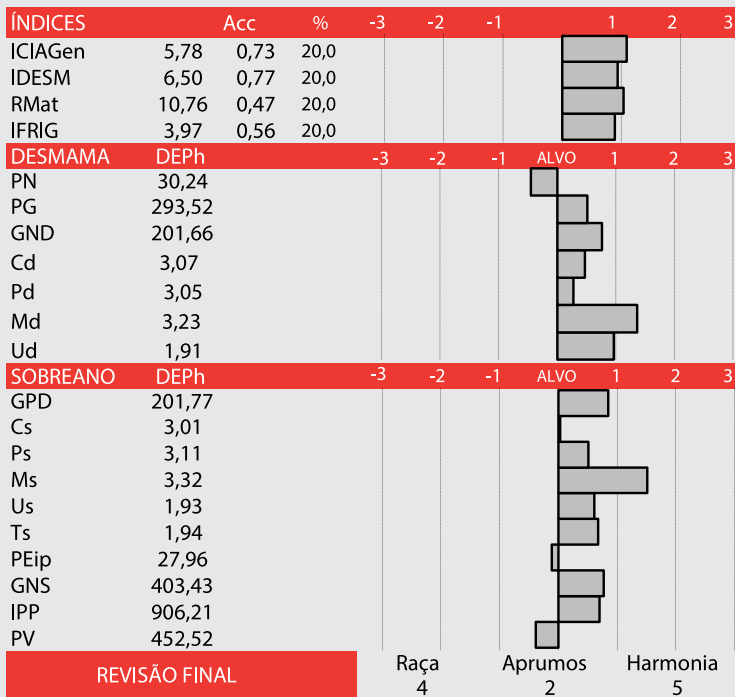 ÍNDICES Acc % -3 -2 -1 1 2 3
ICIAGen 5,78 0,73 20,0
IDESM 6,50 0,77 20,0
RMat 10,76 0,47 20,0
IFRIG 3,97 0,56 20,0
DESMAMA DEPh -3 -2 -1 ALVO 1 2 3
PN 30,24
PG 293,52
GND 201,66
Cd 3,07
Pd 3,05
Md 3,23
Ud 1,91
SOBREANO DEPh -3 -2 -1 ALVO 1 2 3
GPD 201,77
Cs 3,01
Ps 3,11
Ms 3,32
Us 1,93
Ts 1,94
PEip 27,96
GNS 403,43
IPP 906,21
PV 452,52
REVISÃO FINAL Raça Aprumos Harmonia
4 2 5